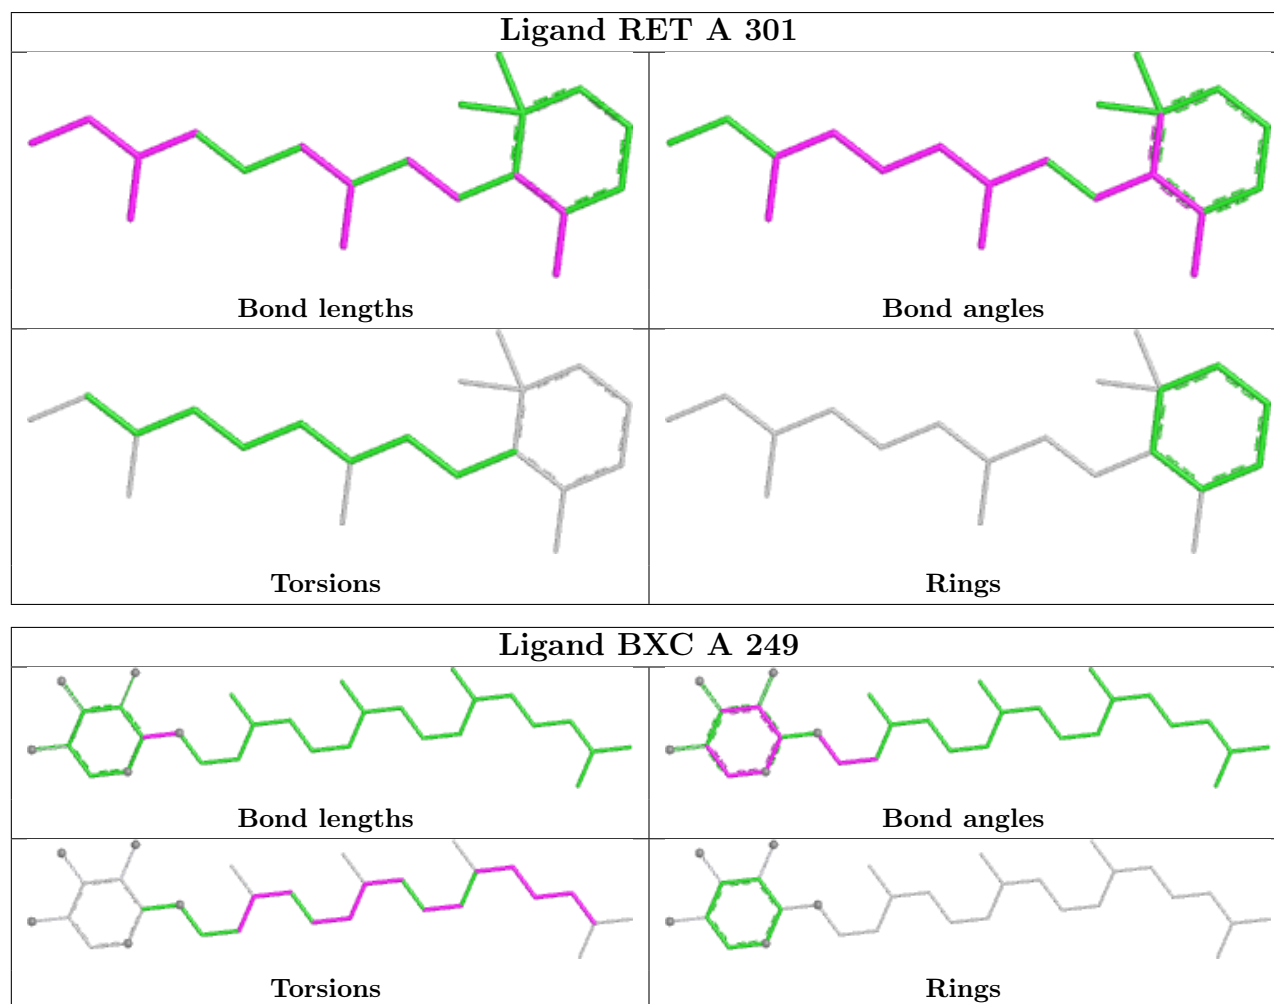 Ligand RET A 301
Bond lengths
Bond angles
Torsions
Rings
Ligand BXC A 249
Bond lengths
Bond angles
Torsions
Rings